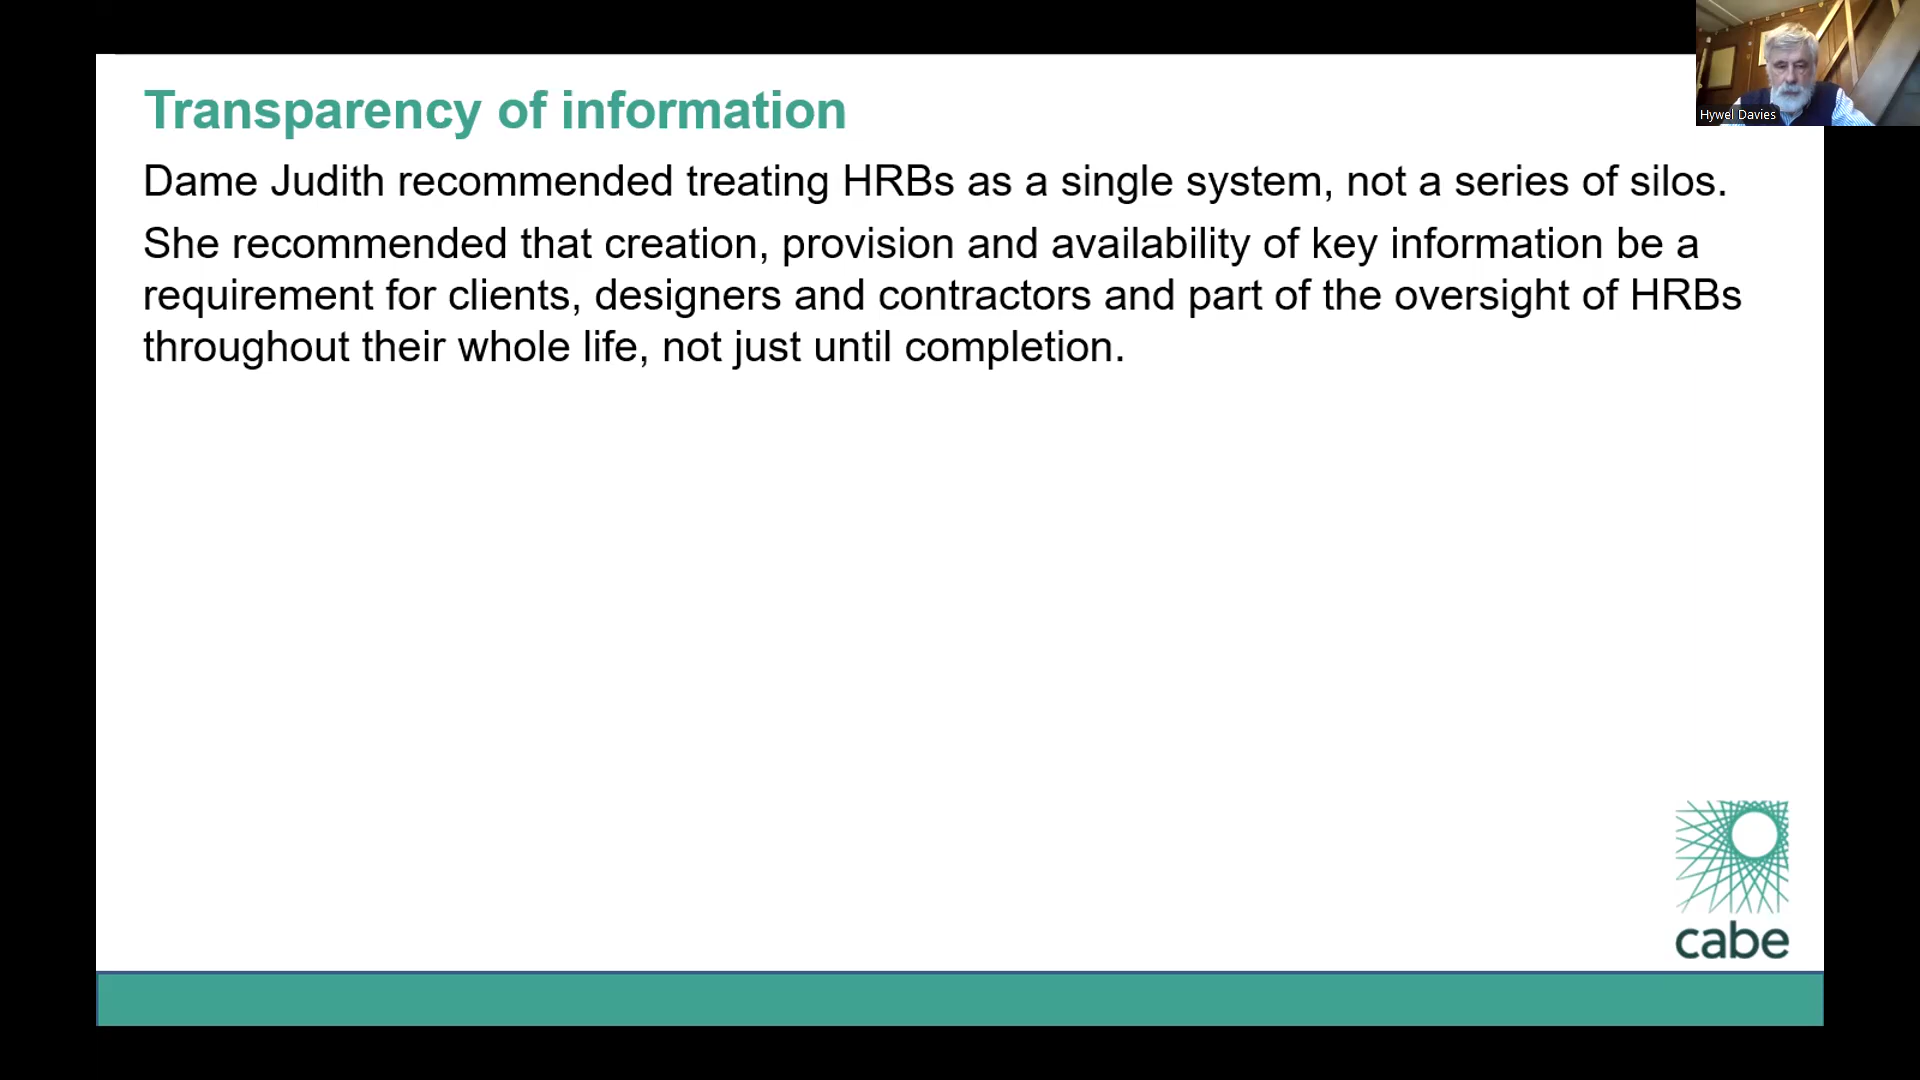 Transparency of information
Dame Judith recommended treating HRBs as a single system, not a series of silos.
She recommended that creation, provision and availability of key information be a
requirement for clients, designers and contractors and part of the oversight of HRBs
throughout their whole life, not just until completion.
Hywel Davies
cabe